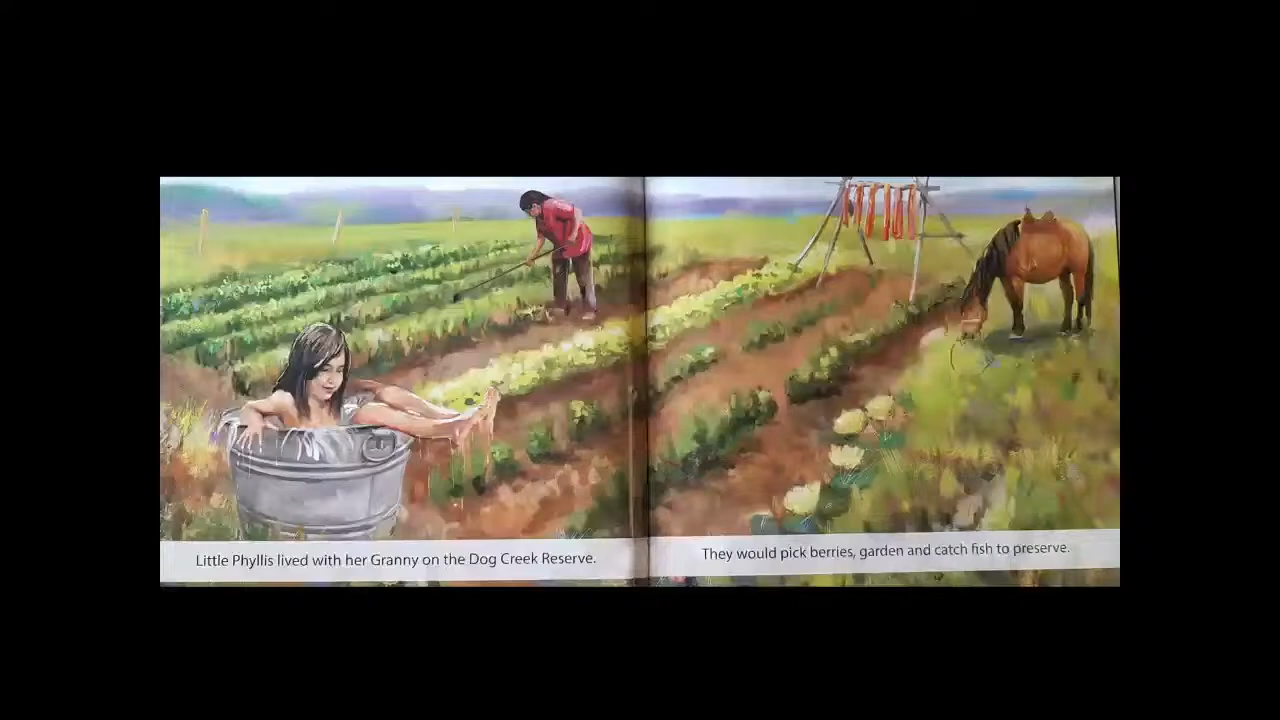 Little Phyllis lived with her Granny on the Dog Creek Reserve.
They would pick berries, garden and catch fish to preserve.